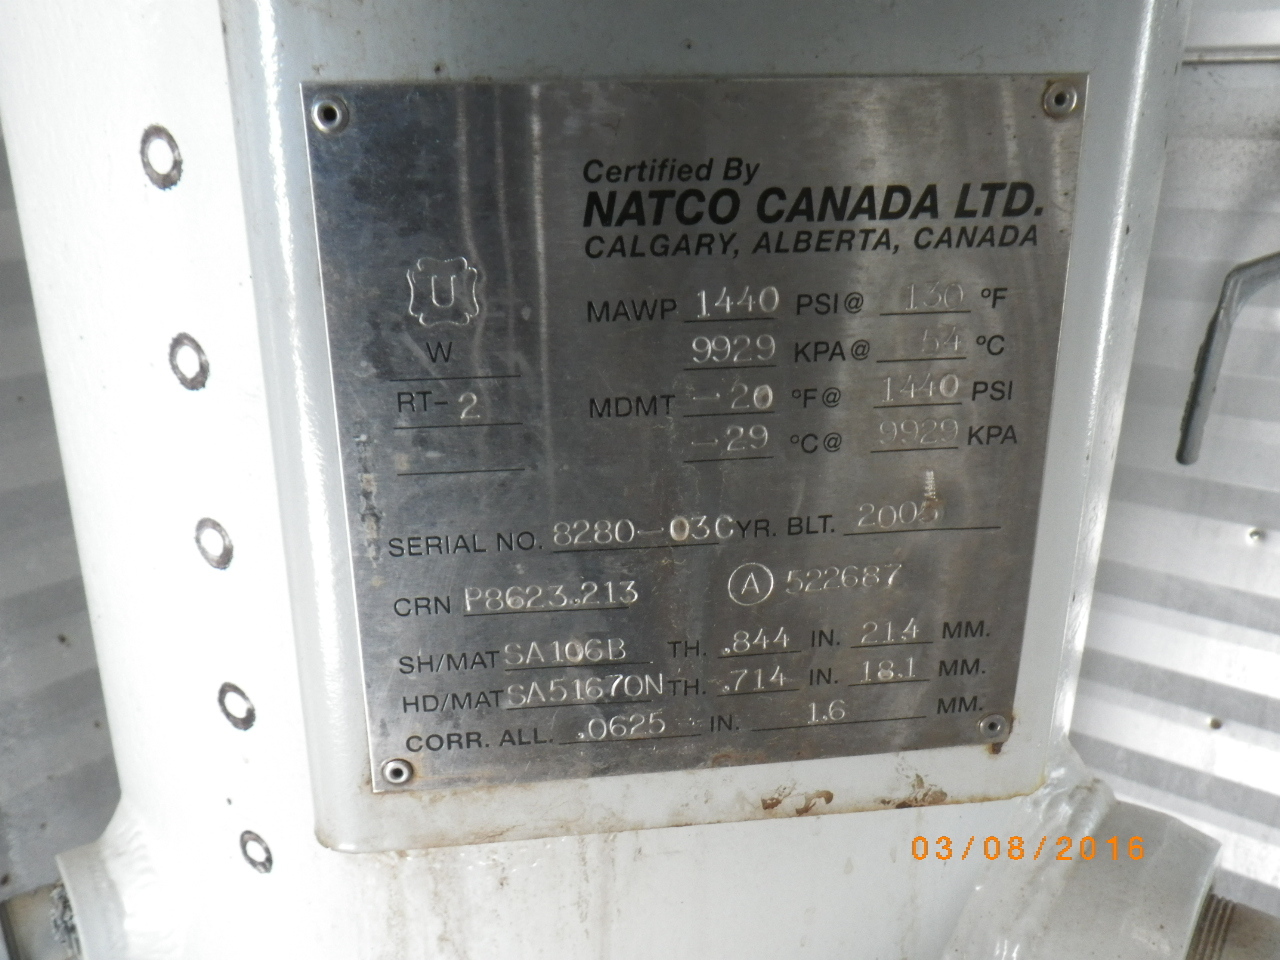 Certified By
NATCO CANADA LTD.
CALGARY, ALBERTA, CANADA
U
W
RT-2
MAWP 1440 PSI@ 130 °F
9929 KPA@ 54 °C
MDMT -20 °F@ 1440 PSI
-29 °C@ 9929 KPA
SERIAL NO. 8280-03C YR. BLT. 2005
CRN P8623.213 A 522687
SH/MAT SA106B TH. .844 IN. 21.4 MM.
HD/MAT SA51670N TH. .714 IN. 18.1 MM.
CORR. ALL. .0625 IN. 1.6 MM.
03/08/2016